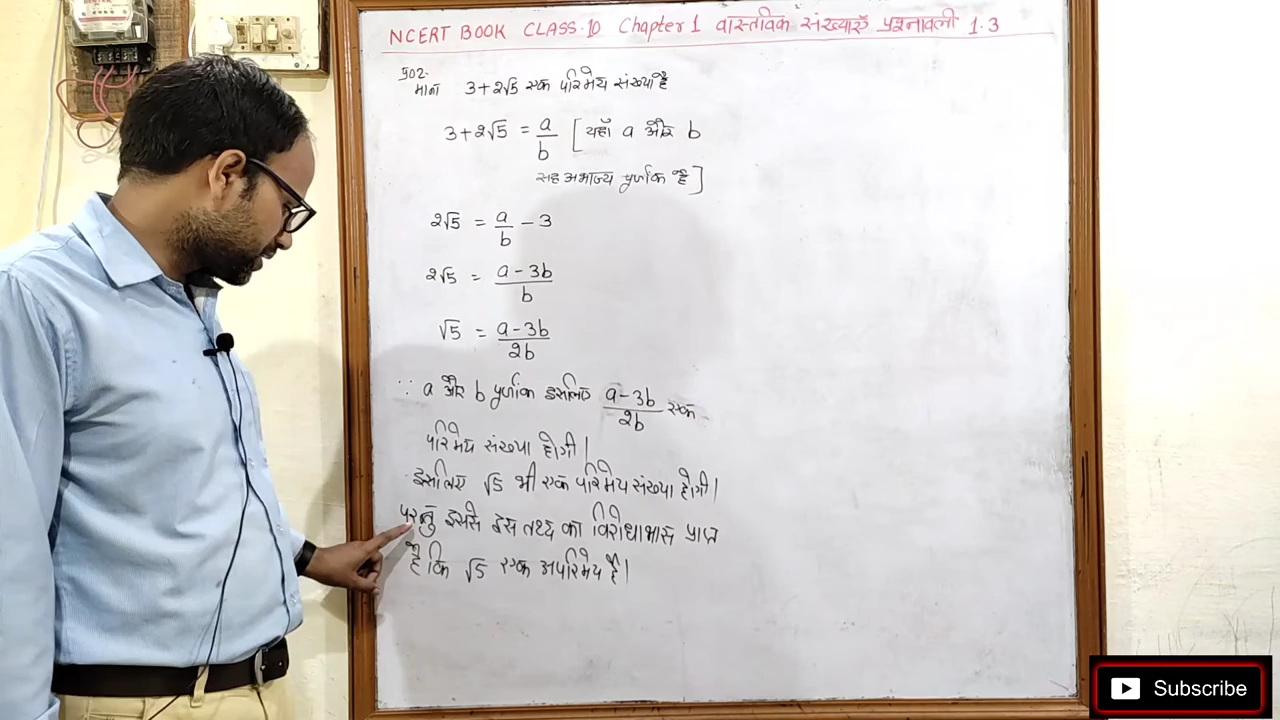 NCERT BOOK CLASS.10 Chapter 1 वास्तविक संख्याएँ प्रश्नावली 1.3
प्र02.
माना 3+2√5 एक परिमेय संख्या है
3+2√5 = a/b [यहाँ a और b
सह अभाज्य पूर्णांक है]
2√5 = a/b - 3
2√5 = a-3b/b
√5 = a-3b/2b
∵ a और b पूर्णांक इसलिए a-3b/2b एक
परिमेय संख्या होगी।
इसलिए √5 भी एक परिमेय संख्या होगी।
परन्तु इससे इस तथ्य का विरोधाभास प्राप्त
है कि √5 एक अपरिमेय है।
Subscribe